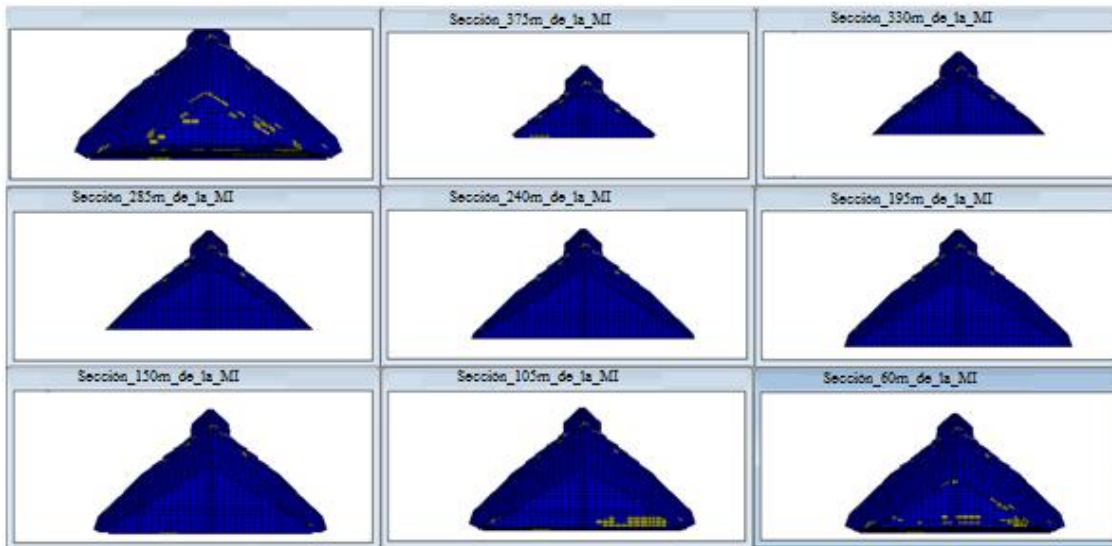 Sección_375m_de_la_MI
Sección_330m_de_la_MI
Sección_285m_de_la_MI
Sección_240m_de_la_MI
Sección_195m_de_la_MI
Sección_150m_de_la_MI
Sección_105m_de_la_MI
Sección_60m_de_la_MI